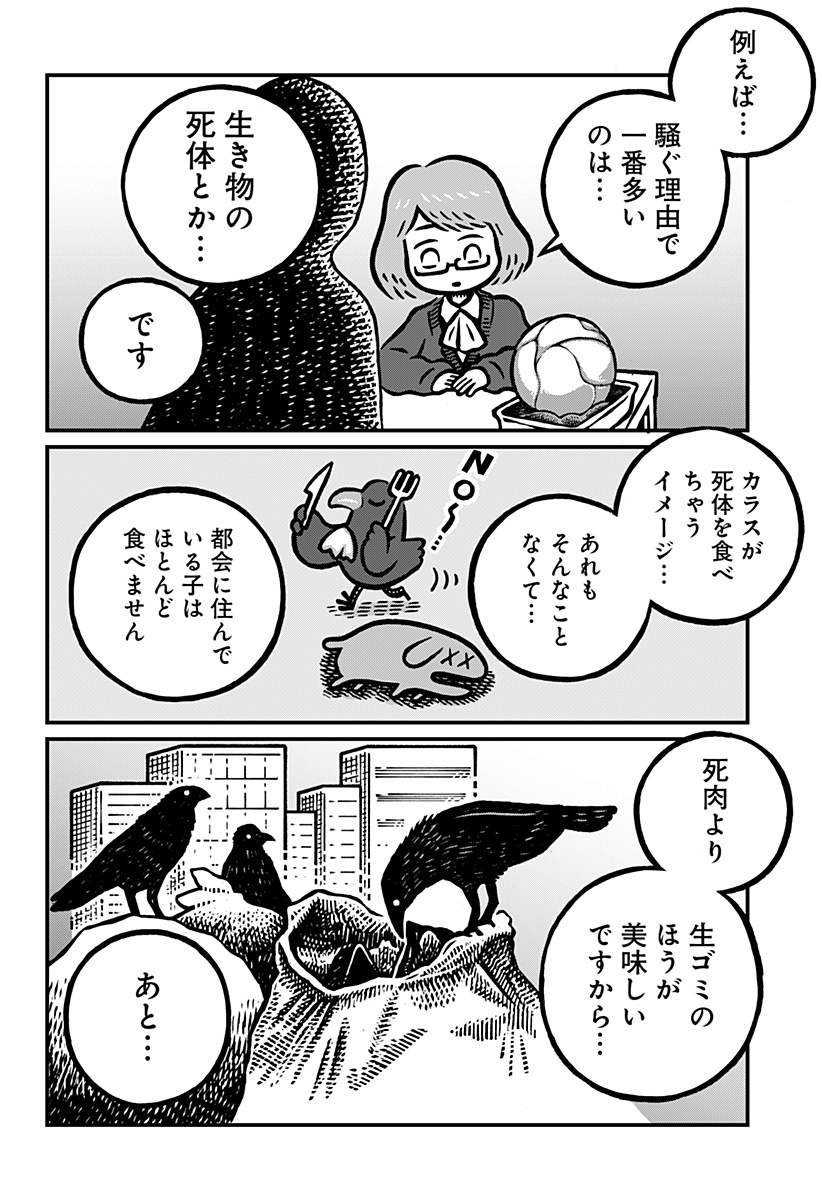 例えば…
騒ぐ理由で
一番多い
のは…
生き物の
死体とか…
です
カラスが
死体を食べ
ちゃう
イメージ…
あれも
そんなこと
なくて…
NO〜…
都会に住んで
いる子は
ほとんど
食べません
死肉より
生ゴミの
ほうが
美味しい
ですから…
あと…